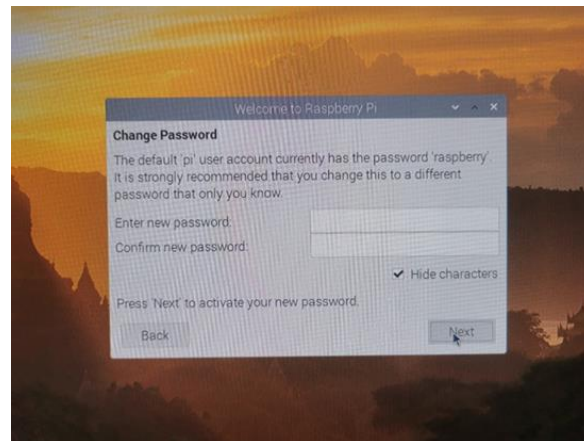 Welcome to Raspberry Pi
Change Password
The default 'pi' user account currently has the password 'raspberry'.
It is strongly recommended that you change this to a different
password that only you know.
Enter new password:
Confirm new password:
Hide characters
Press 'Next' to activate your new password.
Back
Next